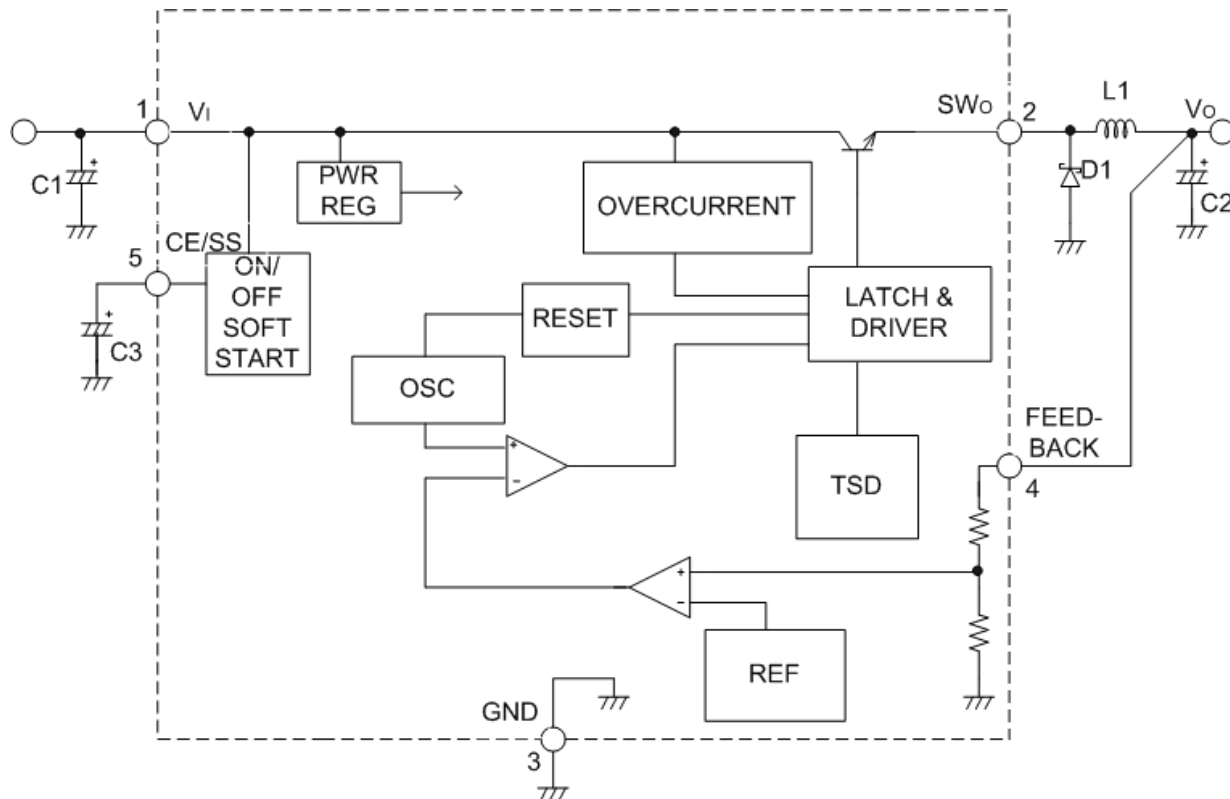 1
VI
SWO
2
L1
VO
C1
+
PWR
REG
OVERCURRENT
D1
+
C2
5
CE/SS
ON/
OFF
SOFT
START
+
C3
RESET
LATCH &
DRIVER
OSC
FEED-
BACK
+
-
TSD
4
+
-
REF
GND
3